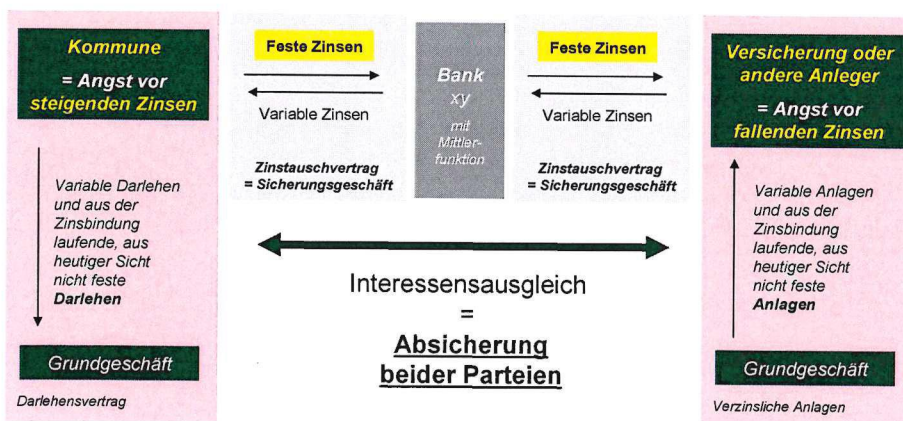 Kommune
= Angst vor
steigenden Zinsen
Variable Darlehen
und aus der
Zinsbindung
laufende, aus
heutiger Sicht
nicht feste
Darlehen
Grundgeschäft
Darlehensvertrag
Feste Zinsen
Variable Zinsen
Zinstauschvertrag
= Sicherungsgeschäft
Bank
xy
mit
Mittler-
funktion
Feste Zinsen
Variable Zinsen
Zinstauschvertrag
= Sicherungsgeschäft
Interessensausgleich
=
Absicherung
beider Parteien
Versicherung oder
andere Anleger
= Angst vor
fallenden Zinsen
Variable Anlagen
und aus der
Zinsbindung
laufende, aus
heutiger Sicht
nicht feste
Anlagen
Grundgeschäft
Verzinsliche Anlagen